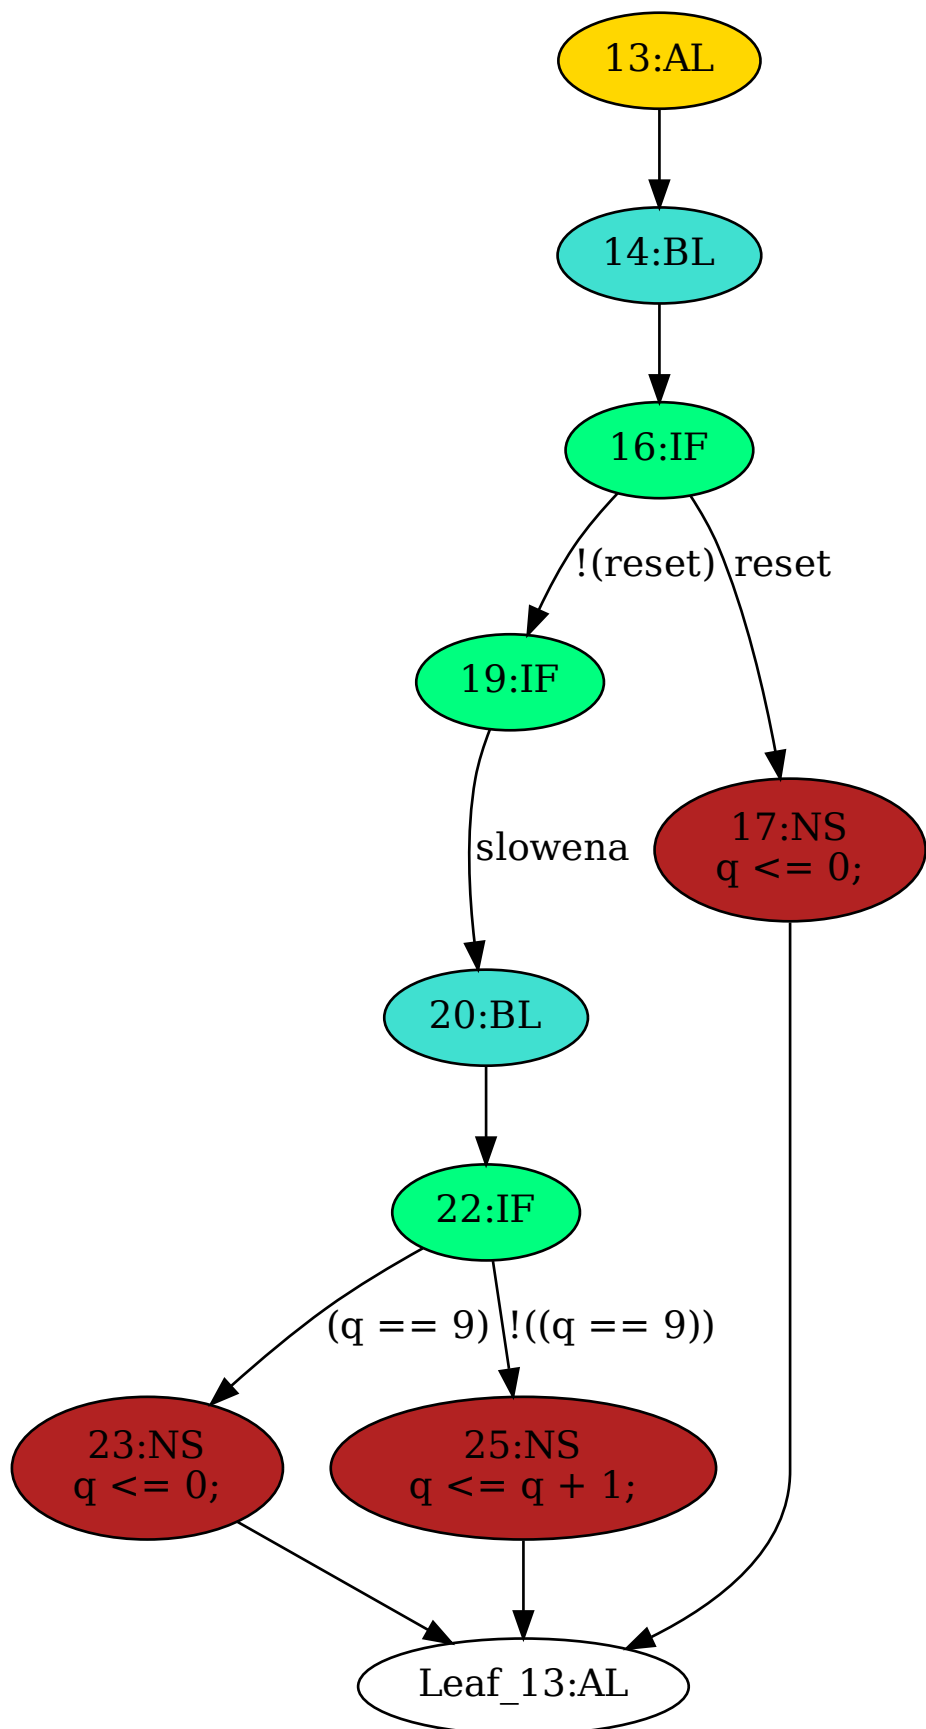 13:AL
14:BL
16:IF
!(reset)
reset
19:IF
17:NS
q <= 0;
slowena
20:BL
22:IF
(q == 9)
!((q == 9))
23:NS
q <= 0;
25:NS
q <= q + 1;
Leaf_13:AL